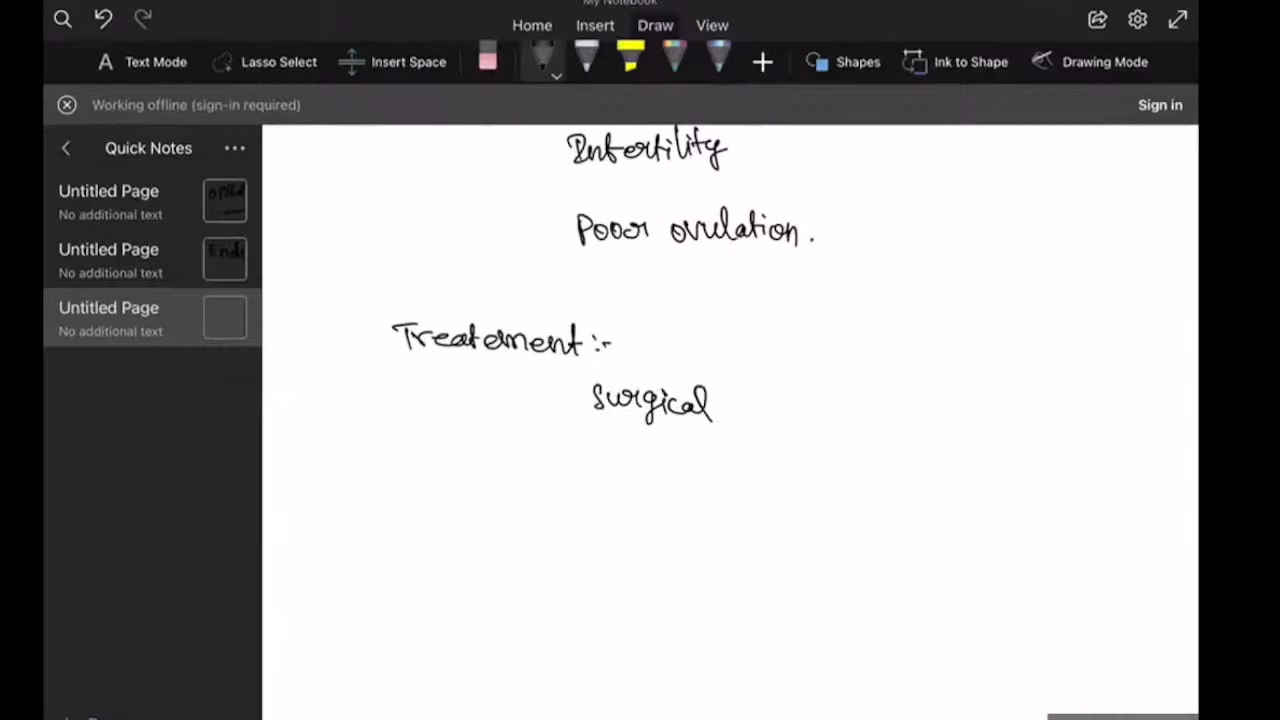 My Notebook
Home Insert Draw View
Text Mode Lasso Select Insert Space Shapes Ink to Shape Drawing Mode
Working offline (sign-in required) Sign in
Quick Notes
Untitled Page
No additional text
Untitled Page
No additional text
Untitled Page
No additional text
Infertility
Poor ovulation.
Treatement :-
Surgical